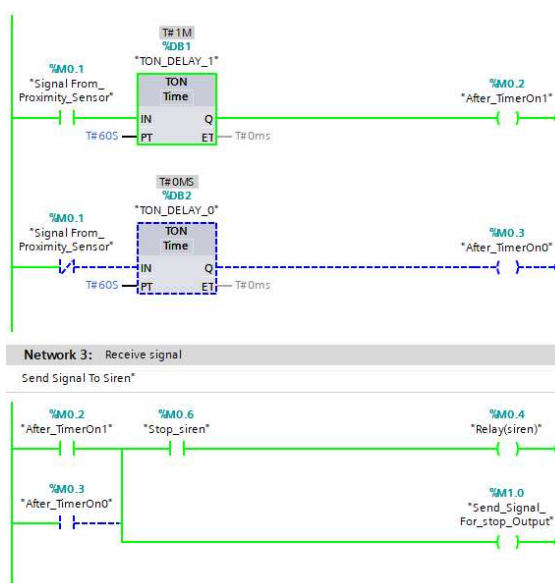 T#1M
%DB1
"TON_DELAY_1"
%M0.1
"Signal From_
Proximity_Sensor"
TON
Time
%M0.2
"After_TimerOn1"
IN Q
T#60S PT ET T#0ms
T#0MS
%DB2
"TON_DELAY_0"
%M0.1
"Signal From_
Proximity_Sensor"
TON
Time
%M0.3
"After_TimerOn0"
IN Q
T#60S PT ET T#0ms
Network 3: Receive signal
Send Signal To Siren"
%M0.2
"After_TimerOn1"
%M0.6
"Stop_siren"
%M0.4
"Relay(siren)"
%M0.3
"After_TimerOn0"
%M1.0
"Send_Signal_
For_stop_Output"